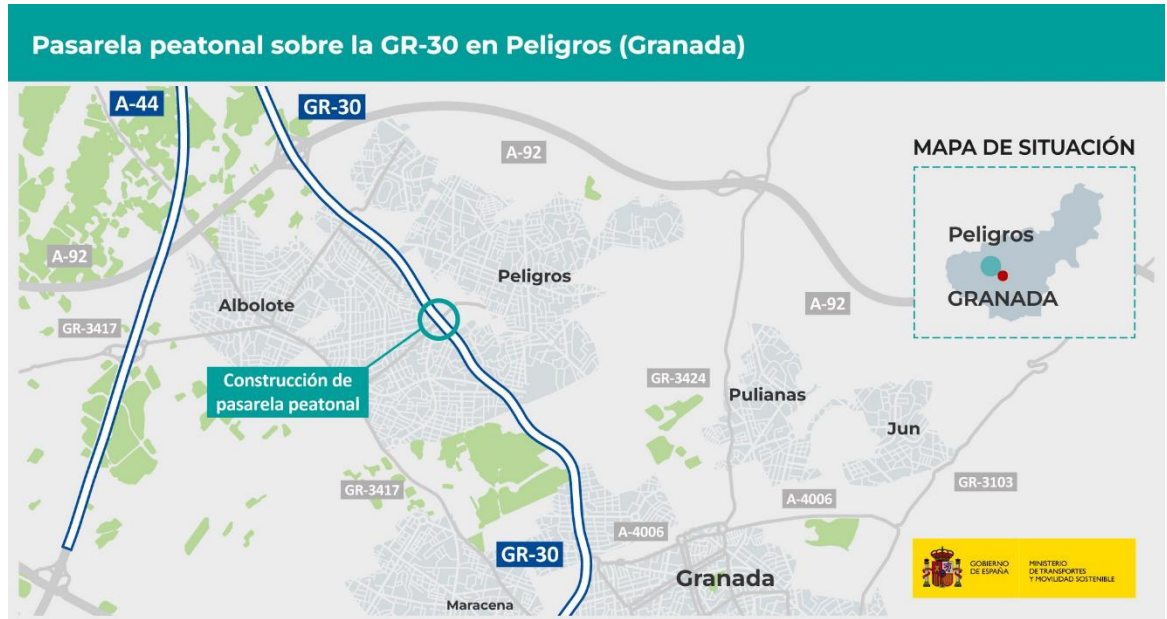 Pasarela peatonal sobre la GR-30 en Peligros (Granada)
A-44
GR-30
A-92
MAPA DE SITUACIÓN
Peligros
GRANADA
A-92
Peligros
Albolote
A-92
GR-3417
Construcción de
pasarela peatonal
GR-3424
Pulianas
Jun
GR-3417
GR-3103
A-4006
A-4006
GR-30
Granada
Maracena
GOBIERNO
DE ESPAÑA
MINISTERIO
DE TRANSPORTES
Y MOVILIDAD SOSTENIBLE